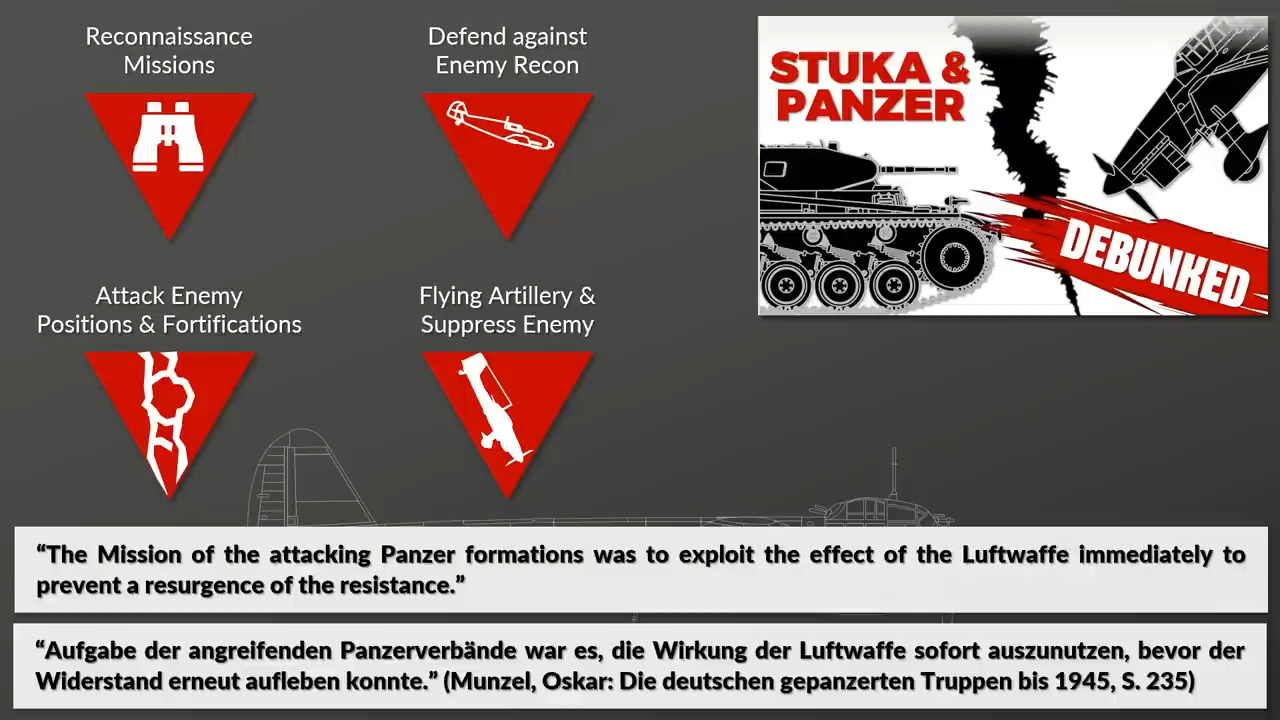 Reconnaissance
Missions
Defend against
Enemy Recon
STUKA &
PANZER
DEBUNKED
Attack Enemy
Positions & Fortifications
Flying Artillery &
Suppress Enemy
“The Mission of the attacking Panzer formations was to exploit the effect of the Luftwaffe immediately to
prevent a resurgence of the resistance.”
“Aufgabe der angreifenden Panzerverbände war es, die Wirkung der Luftwaffe sofort auszunutzen, bevor der
Widerstand erneut aufleben konnte.” (Munzel, Oskar: Die deutschen gepanzerten Truppen bis 1945, S. 235)